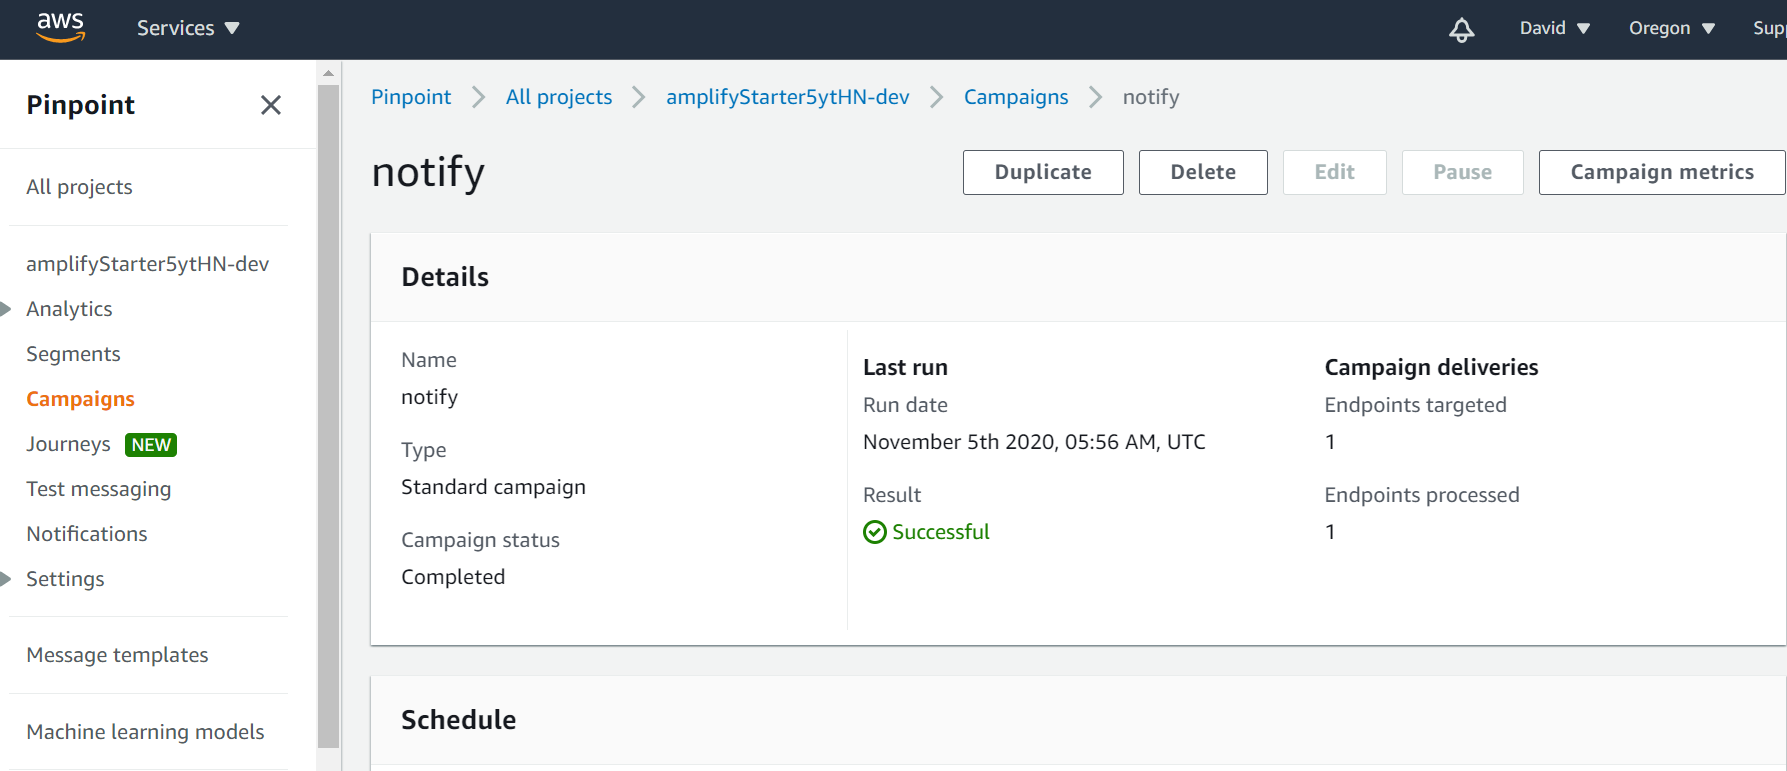 aws Services David Oregon
Pinpoint
All projects
amplifyStarter5ytHN-dev
Analytics
Segments
Campaigns
Journeys NEW
Test messaging
Notifications
Settings
Message templates
Machine learning models
Pinpoint All projects amplifyStarter5ytHN-dev Campaigns notify
notify
Duplicate Delete Edit Pause Campaign metrics
Details
Name
notify
Type
Standard campaign
Campaign status
Completed
Last run
Run date
November 5th 2020, 05:56 AM, UTC
Result
Successful
Campaign deliveries
Endpoints targeted
1
Endpoints processed
1
Schedule